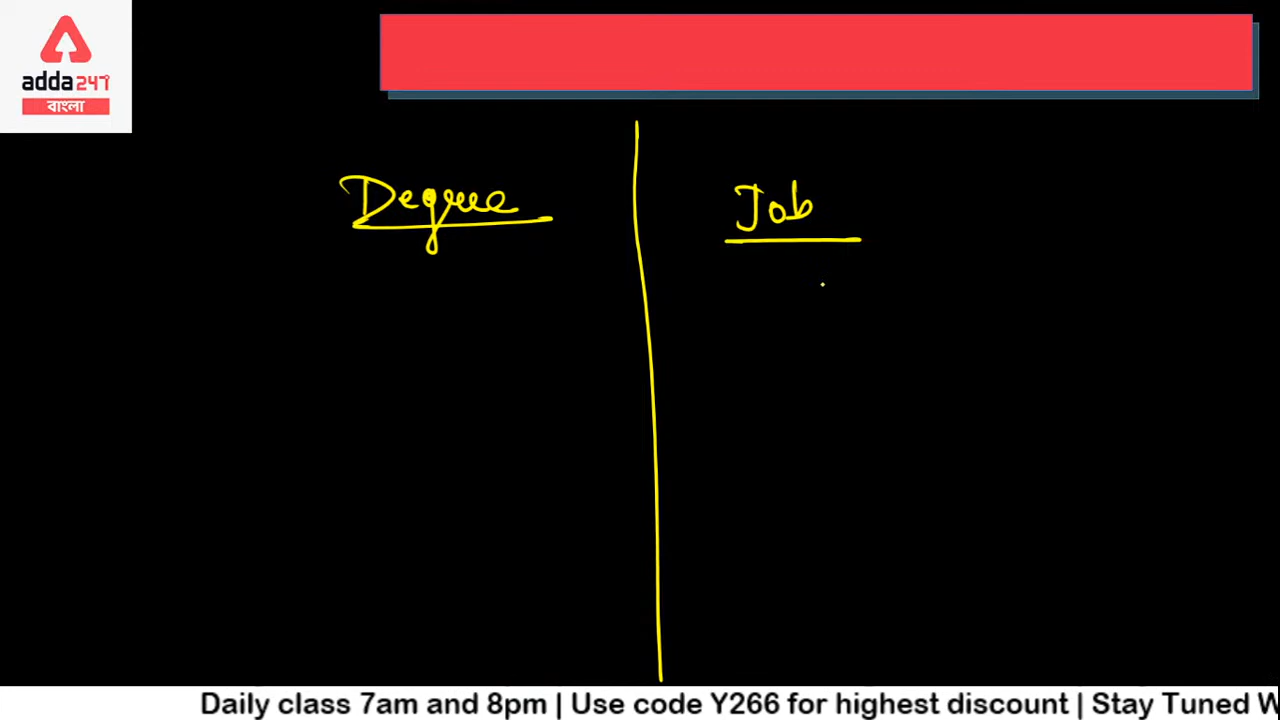 adda247
বাংলা
Degree
Job
Daily class 7am and 8pm | Use code Y266 for highest discount | Stay Tuned W